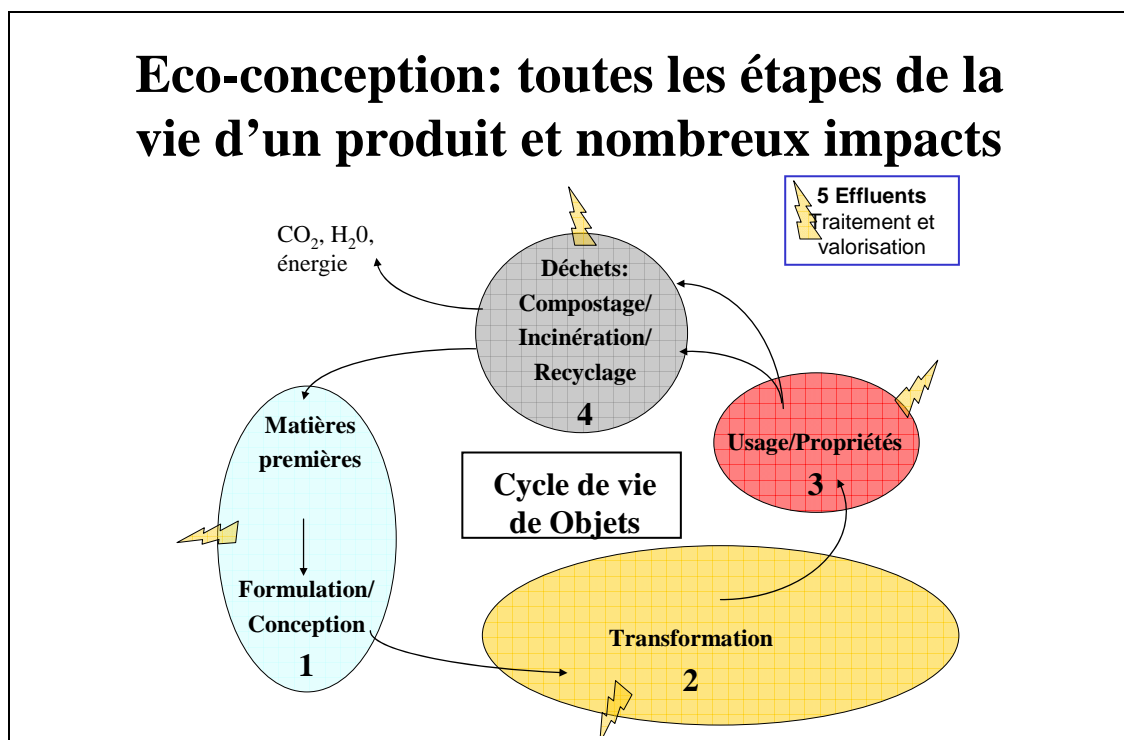 Eco-conception: toutes les étapes de la
vie d'un produit et nombreux impacts
5 Effluents
Traitement et
valorisation
CO₂, H₂0,
énergie
Déchets:
Compostage/
Incinération/
Recyclage
4
Matières
premières
Usage/Propriétés
3
Cycle de vie
de Objets
Formulation/
Conception
1
Transformation
2